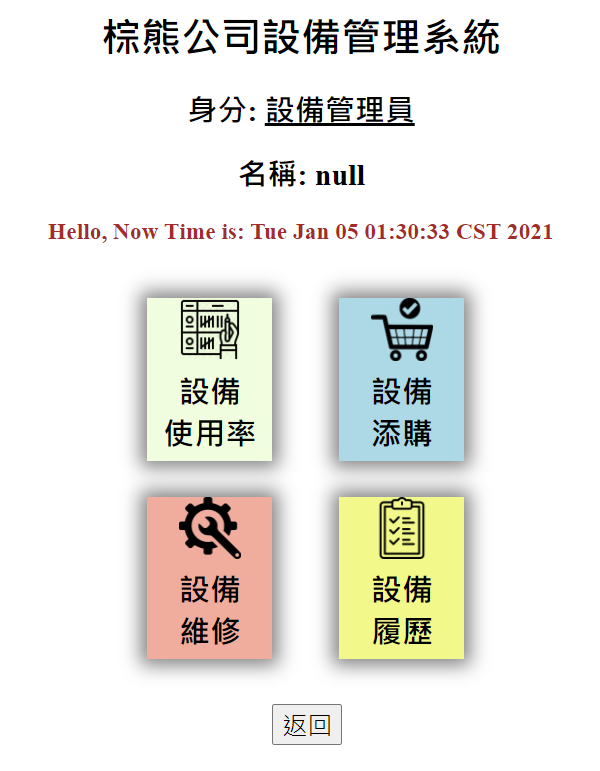 棕熊公司設備管理系統
身分: 設備管理員
名稱: null
Hello, Now Time is: Tue Jan 05 01:30:33 CST 2021
設備
使用率
設備
添購
設備
維修
設備
履歷
返回